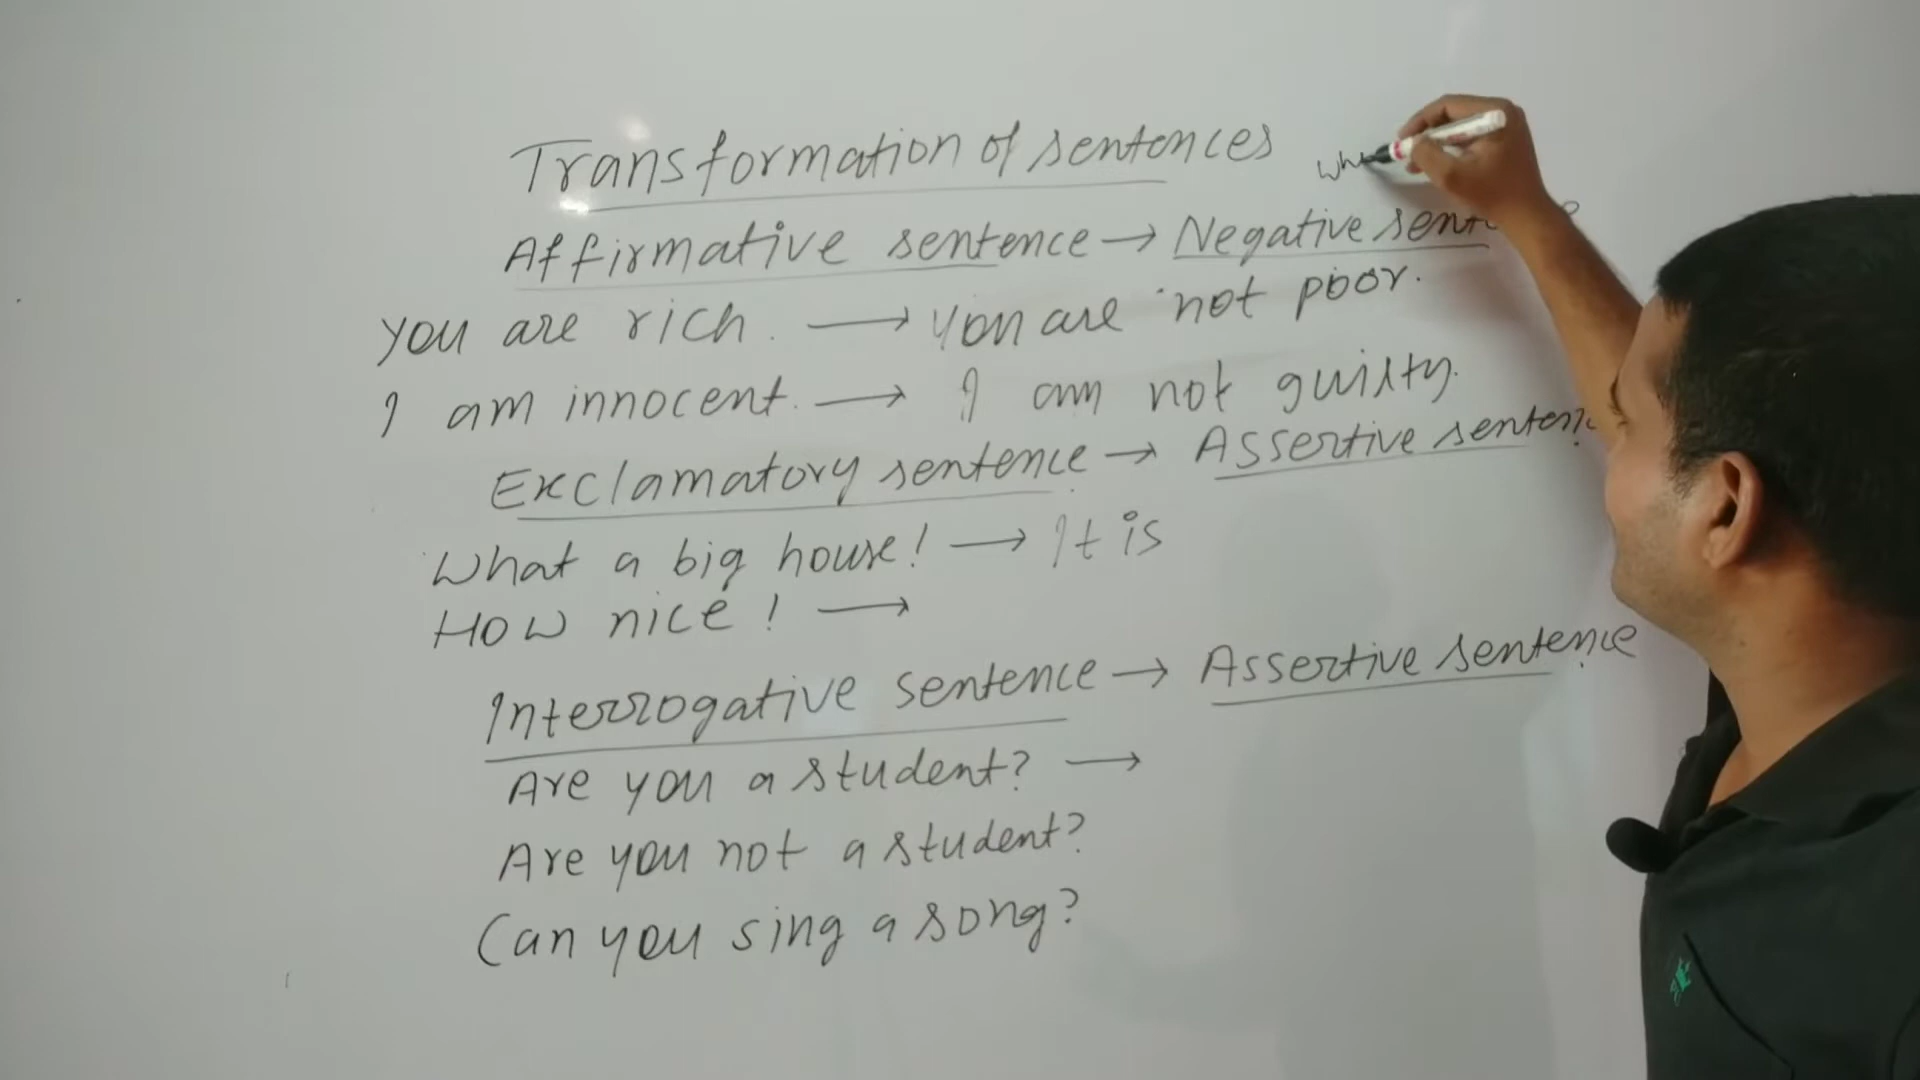 Transformation of sentences
Affirmative sentence → Negative
You are rich. → You are not poor.
I am innocent. → I am not guilty.
Exclamatory sentence → Assertive
What a big house! → It is
How nice! →
Interrogative sentence → Assertive sentence
Are you a student? →
Are you not a student?
Can you sing a song?